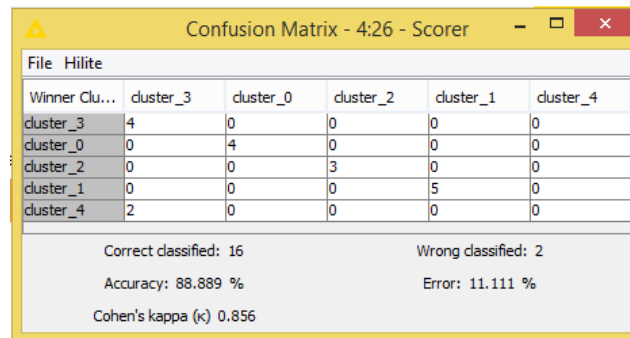 Confusion Matrix - 4:26 - Scorer
File Hilite
Winner Clu... cluster_3 cluster_0 cluster_2 cluster_1 cluster_4
cluster_3 4 0 0 0 0
cluster_0 0 4 0 0 0
cluster_2 0 0 3 0 0
cluster_1 0 0 0 5 0
cluster_4 2 0 0 0 0
Correct classified: 16 Wrong classified: 2
Accuracy: 88.889 % Error: 11.111 %
Cohen's kappa (κ) 0.856